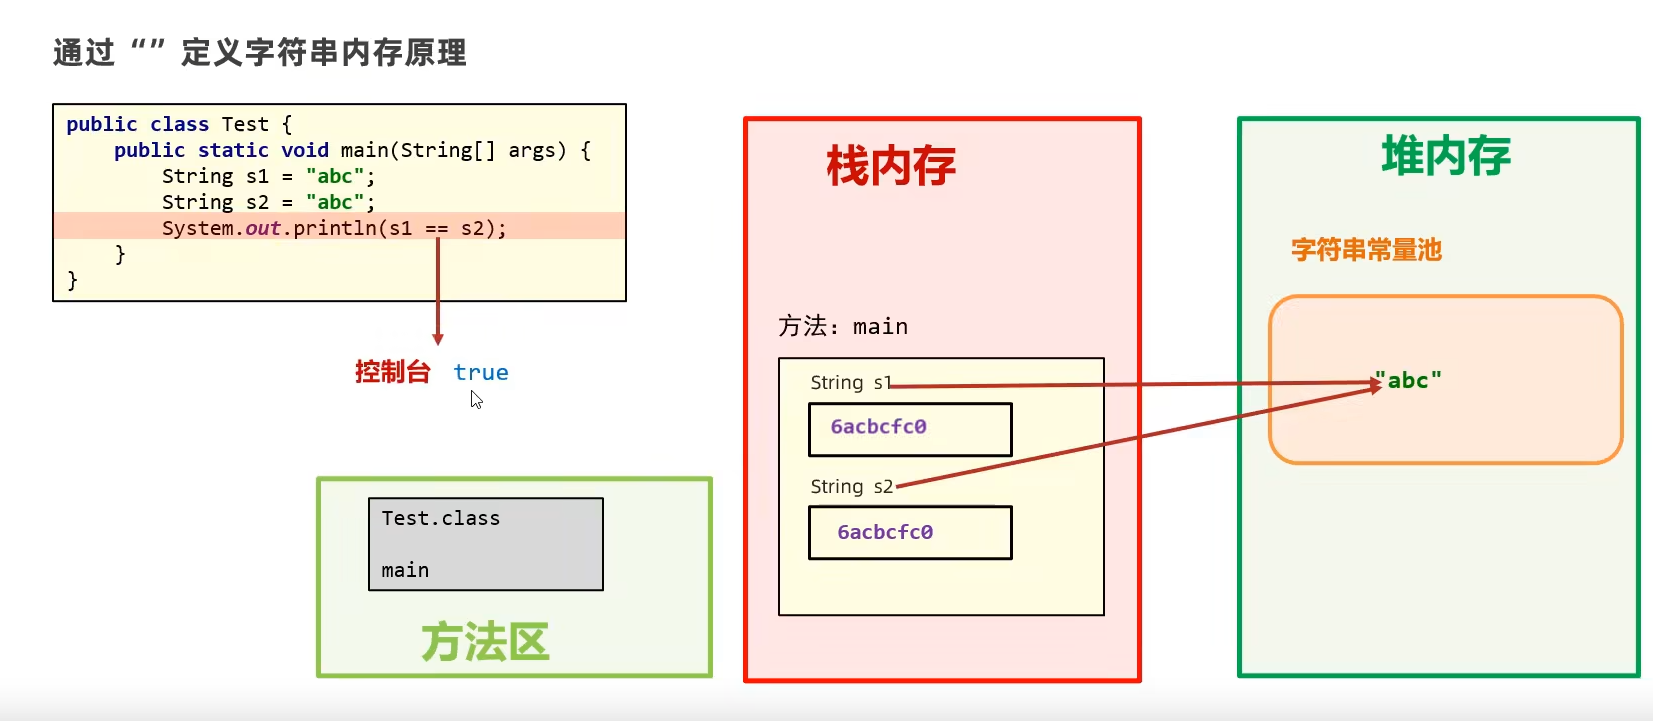 通过 “” 定义字符串内存原理
public class Test {
    public static void main(String[] args) {
        String s1 = "abc";
        String s2 = "abc";
        System.out.println(s1 == s2);
    }
}
控制台 true
Test.class
main
方法区
栈内存
方法：main
String s1
6acbcfc0
String s2
6acbcfc0
堆内存
字符串常量池
"abc"